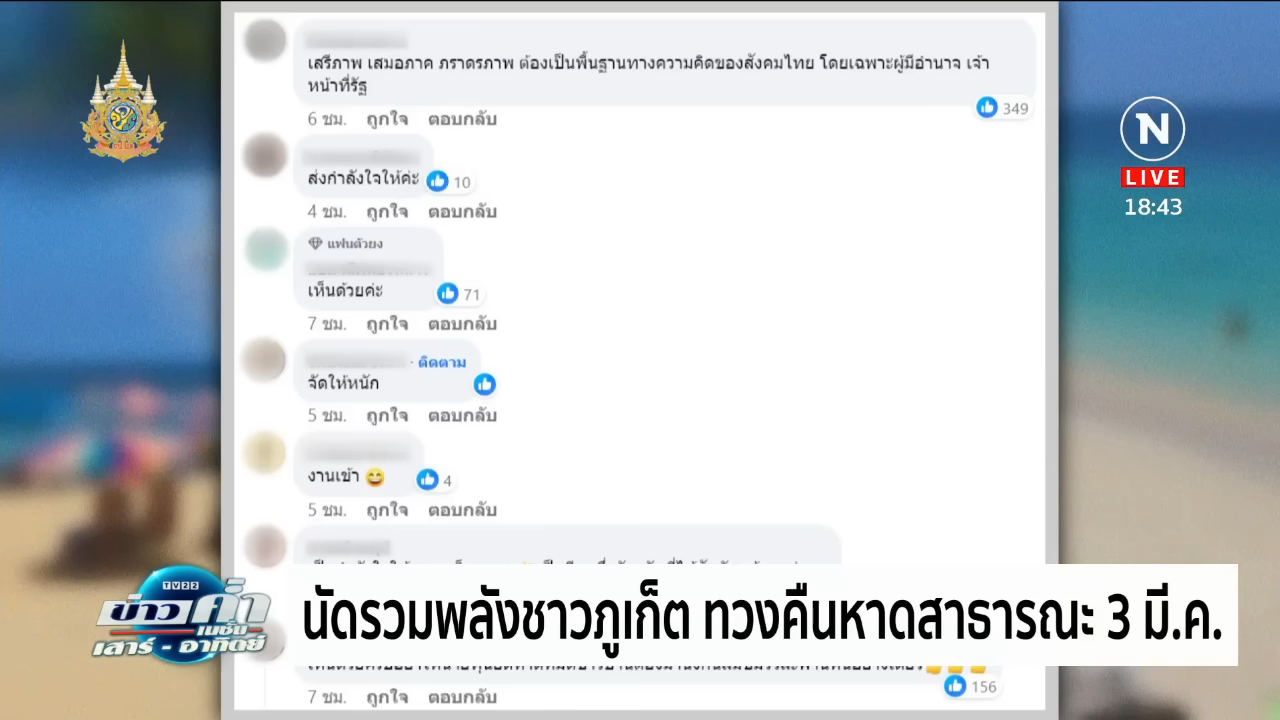 เสรีภาพ เสมอภาค ภราดรภาพ ต้องเป็นพื้นฐานทางความคิดของสังคมไทย โดยเฉพาะผู้มีอำนาจ เจ้า
หน้าที่รัฐ
349
6 ชม. ถูกใจ ตอบกลับ
N
LIVE
18:43
ส่งกำลังใจให้ค่ะ 10
4 ชม. ถูกใจ ตอบกลับ
แฟนตัวยง
เห็นด้วยค่ะ 71
7 ชม. ถูกใจ ตอบกลับ
· ติดตาม
จัดให้หนัก
5 ชม. ถูกใจ ตอบกลับ
งานเข้า 😄 4
5 ชม. ถูกใจ ตอบกลับ
TV22
ข่าวค่ำ
เนชั่น
เสาร์ - อาทิตย์
นัดรวมพลังชาวภูเก็ต ทวงคืนหาดสาธารณะ 3 มี.ค.
156
7 ชม. ถูกใจ ตอบกลับ